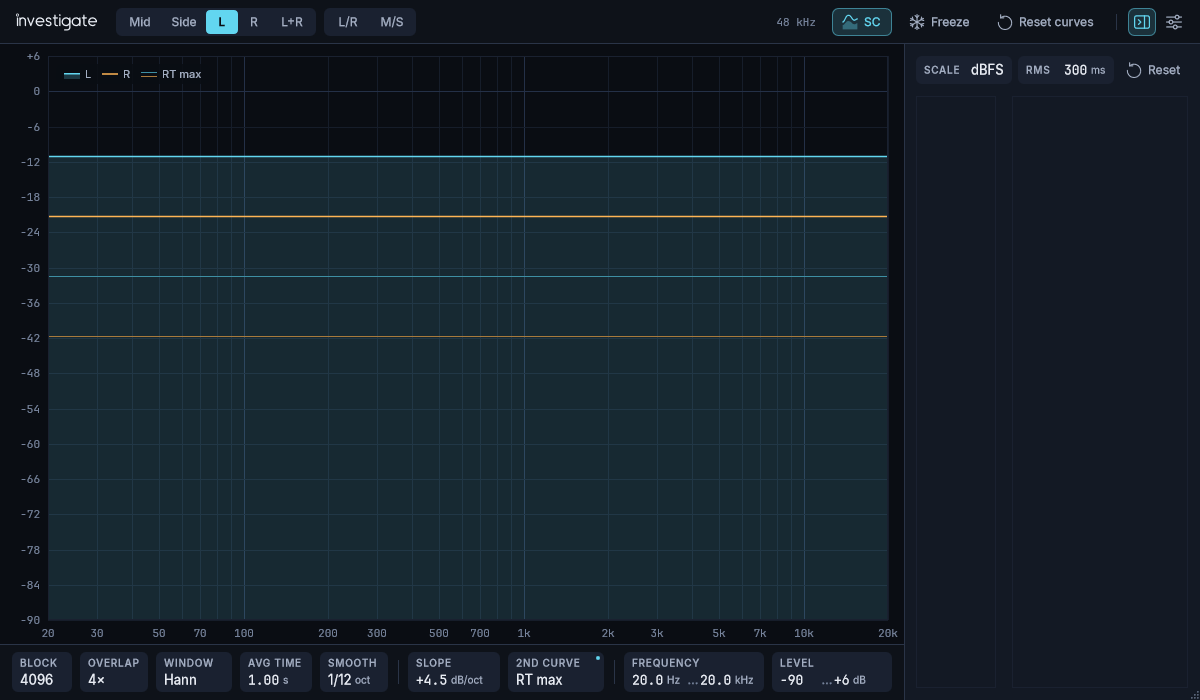 investigate Mid Side L R L+R L/R M/S 48 kHz SC Freeze Reset curves
L R RT max
SCALE dBFS RMS 300 ms Reset
+6
0
-6
-12
-18
-24
-30
-36
-42
-48
-54
-60
-66
-72
-78
-84
-90
20 30 50 70 100 200 300 500 700 1k 2k 3k 5k 7k 10k 20k
BLOCK OVERLAP WINDOW AVG TIME SMOOTH SLOPE 2ND CURVE FREQUENCY LEVEL
4096 4× Hann 1.00 s 1/12 oct +4.5 dB/oct RT max 20.0 Hz ...20.0 kHz -90 ...+6 dB